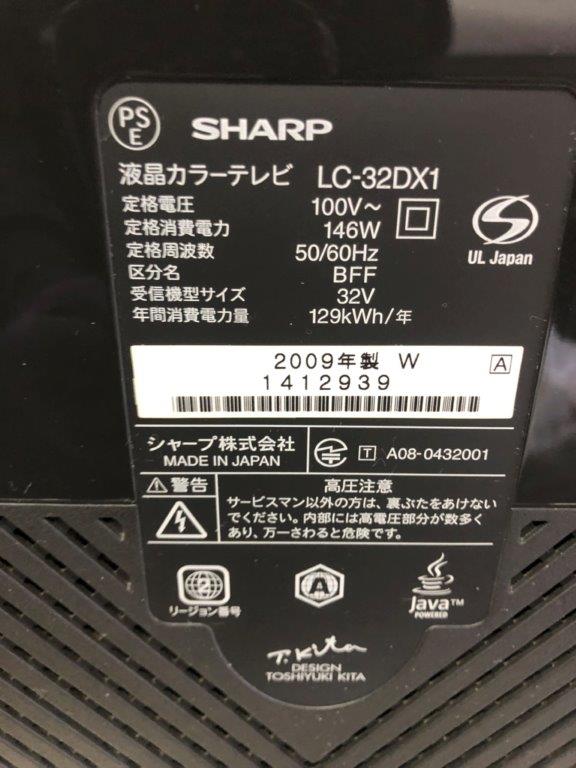 PS
E
SHARP
液晶カラーテレビ LC-32DX1
定格電圧 100V～
定格消費電力 146W
定格周波数 50/60Hz
区分名 BFF
受信機型サイズ 32V
年間消費電力量 129kWh/年
UL Japan
2009年製 W A
1412939
シャープ株式会社
MADE IN JAPAN
T A08-0432001
警告
高圧注意
サービスマン以外の方は、裏ぶたをあけない
でください。内部には高電圧部分が数多く
あり、万一さわると危険です。
2
リージョン番号
A
Java™
POWERED
T.Kita
DESIGN
TOSHIYUKI KITA